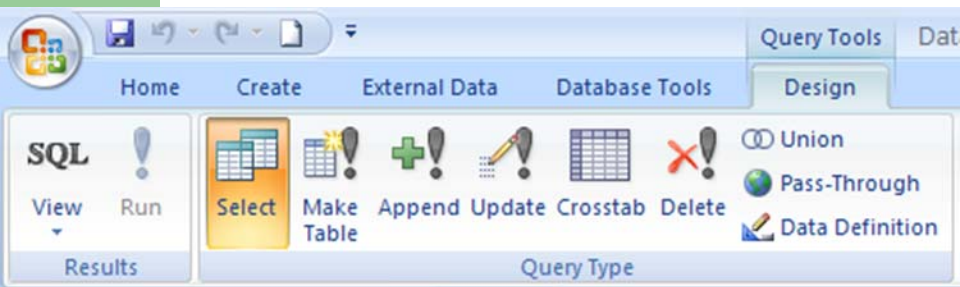 Query Tools Dat
Home Create External Data Database Tools Design
SQL
View
Run
Select
Make
Table
Append
Update
Crosstab
Delete
Union
Pass-Through
Data Definition
Results
Query Type